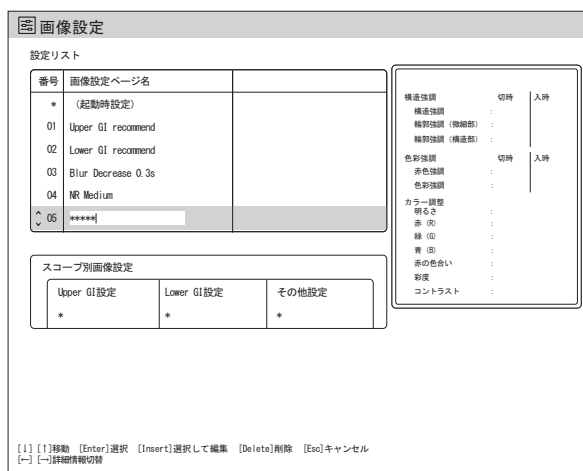 画像設定
設定リスト
番号 画像設定ページ名
* （起動時設定）
01 Upper GI recommend
02 Lower GI recommend
03 Blur Decrease 0.3s
04 NR Medium
05 *****
構造強調 切時 入時
構造強調 :
輪郭強調（微細部） :
輪郭強調（構造部） :
色彩強調 切時 入時
赤色強調 :
色彩強調 :
カラー調整
明るさ :
赤（R） :
緑（G） :
青（B） :
赤の色合い :
彩度 :
コントラスト :
スコープ別画像設定
Upper GI設定 Lower GI設定 その他設定
* * *
[↓] [↑]移動 [Enter]選択 [Insert]選択して編集 [Delete]削除 [Esc]キャンセル
[←] [→]詳細情報切替